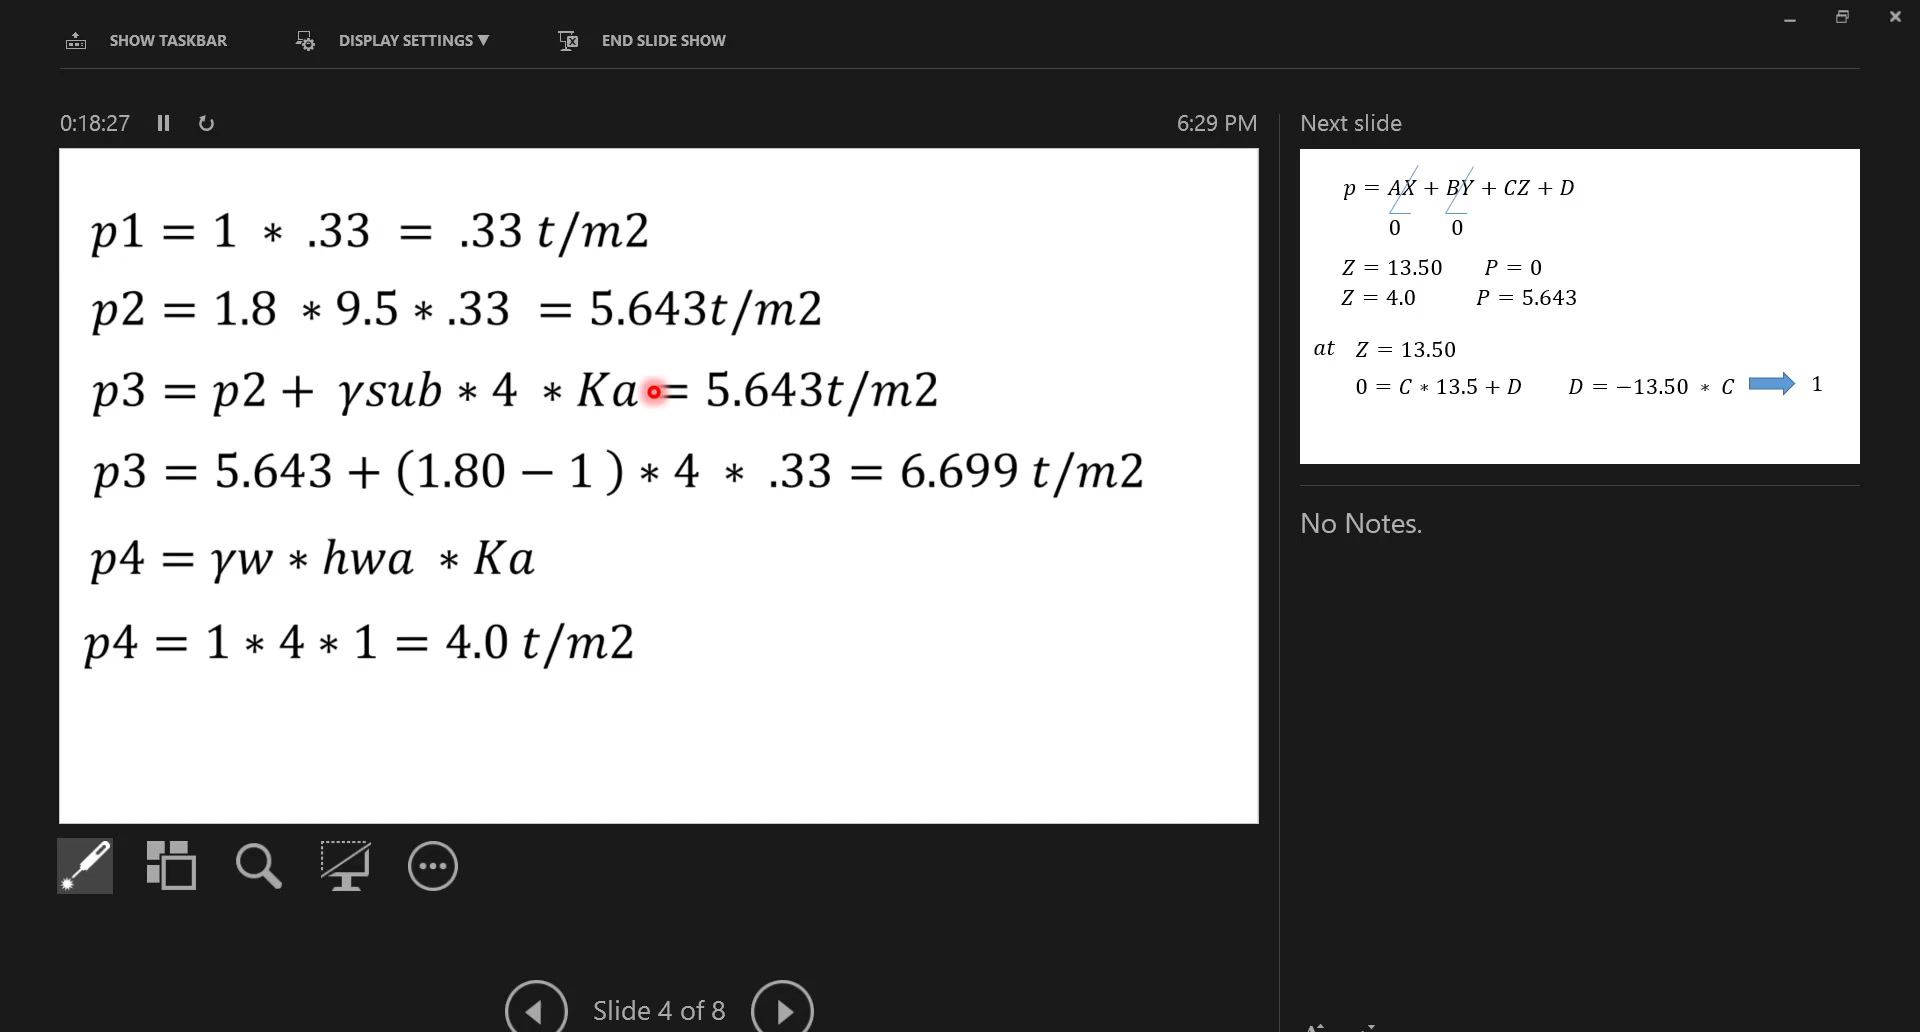 SHOW TASKBAR DISPLAY SETTINGS ▼ END SLIDE SHOW
0:18:27 6:29 PM
p1 = 1 * .33 = .33 t/m2
p2 = 1.8 * 9.5 * .33 = 5.643t/m2
p3 = p2 + γsub * 4 * Ka = 5.643t/m2
p3 = 5.643 + (1.80 − 1 ) * 4 * .33 = 6.699 t/m2
p4 = γw * hwa * Ka
p4 = 1 * 4 * 1 = 4.0 t/m2
Slide 4 of 8
Next slide
p = AX + BY + CZ + D
0 0
Z = 13.50 P = 0
Z = 4.0 P = 5.643
at Z = 13.50
0 = C * 13.5 + D D = −13.50 * C 1
No Notes.